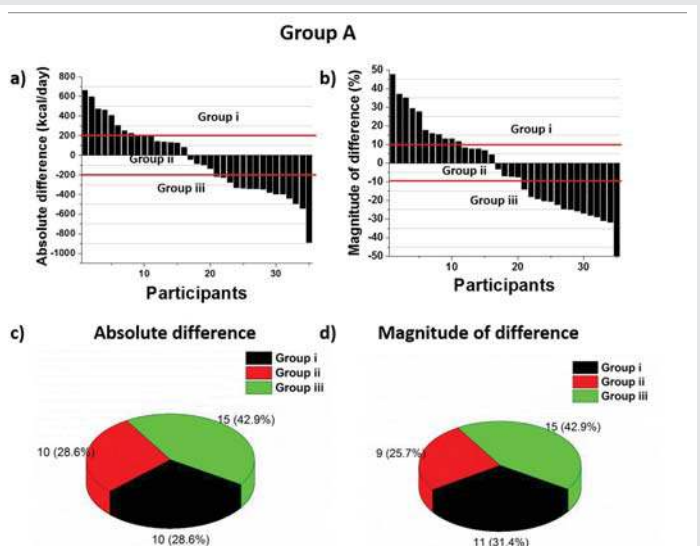 Group A
a)
Absolute difference (kcal/day)
800
600
400
200
0
-200
-400
-600
-800
-1000
Group i
Group ii
Group iii
10
20
30
Participants
b)
Magnitude of difference (%)
50
40
30
20
10
0
-10
-20
-30
-40
-50
Group i
Group ii
Group iii
10
20
30
Participants
c)
Absolute difference
Group i
Group ii
Group iii
15 (42.9%)
10 (28.6%)
10 (28.6%)
d)
Magnitude of difference
Group i
Group ii
Group iii
15 (42.9%)
9 (25.7%)
11 (31.4%)